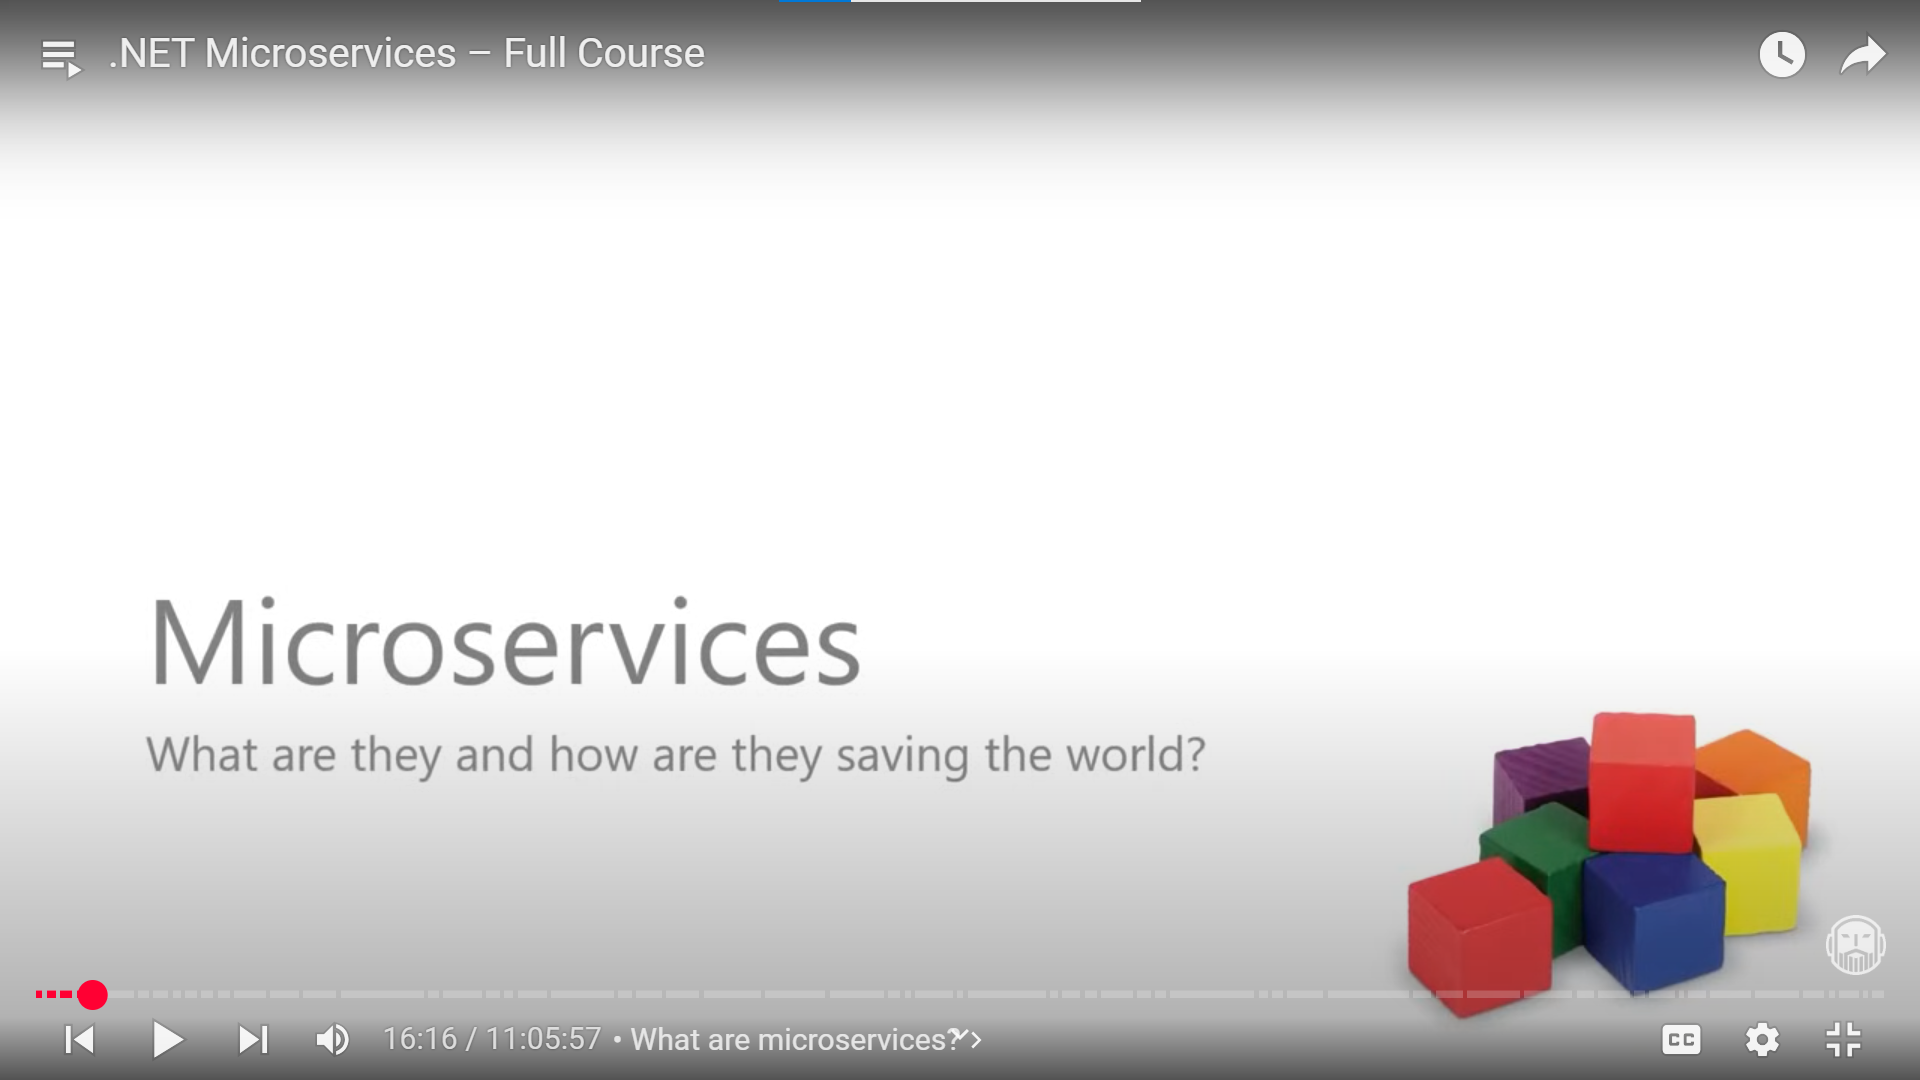 .NET Microservices – Full Course
Microservices
What are they and how are they saving the world?
16:16 / 11:05:57 • What are microservices?
CC